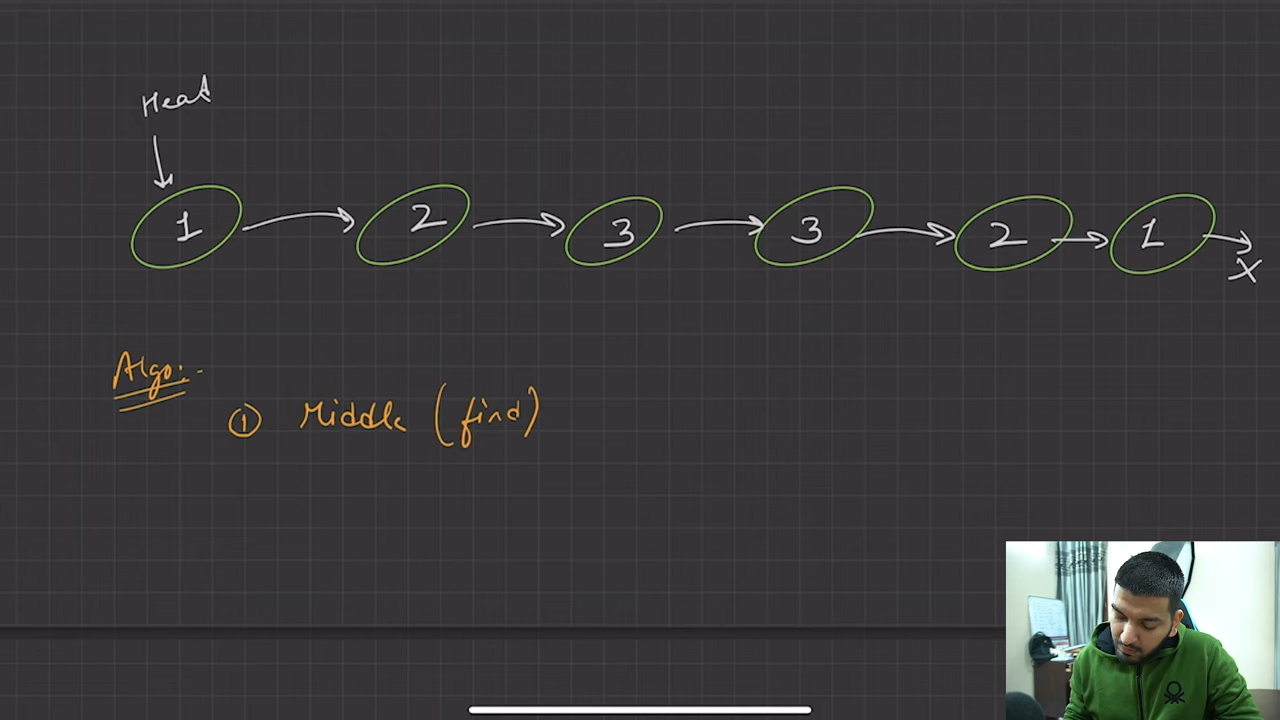 Head
1 2 3 3 2 1 X
Algo:-
① Middle (find)